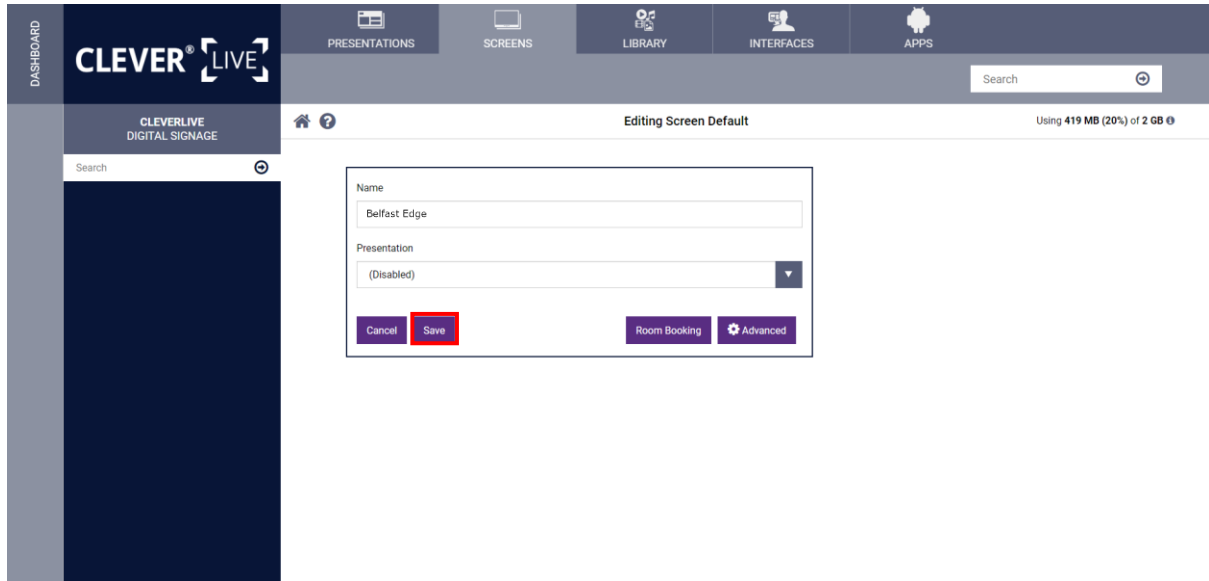 DASHBOARD
CLEVER® LIVE
PRESENTATIONS
SCREENS
LIBRARY
INTERFACES
APPS
Search
CLEVERLIVE
DIGITAL SIGNAGE
Editing Screen Default
Using 419 MB (20%) of 2 GB
Search
Name
Belfast Edge
Presentation
(Disabled)
Cancel
Save
Room Booking
Advanced